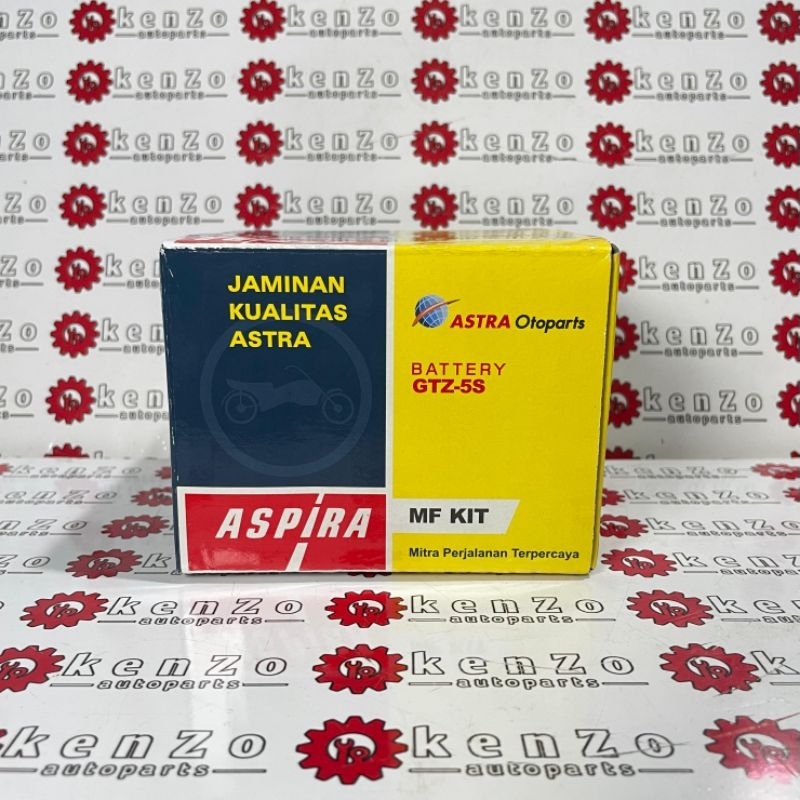 JAMINAN
KUALITAS
ASTRA
ASPIRA
ASTRA Otoparts
BATTERY
GTZ-5S
MF KIT
Mitra Perjalanan Terpercaya
kenZo
autoparts